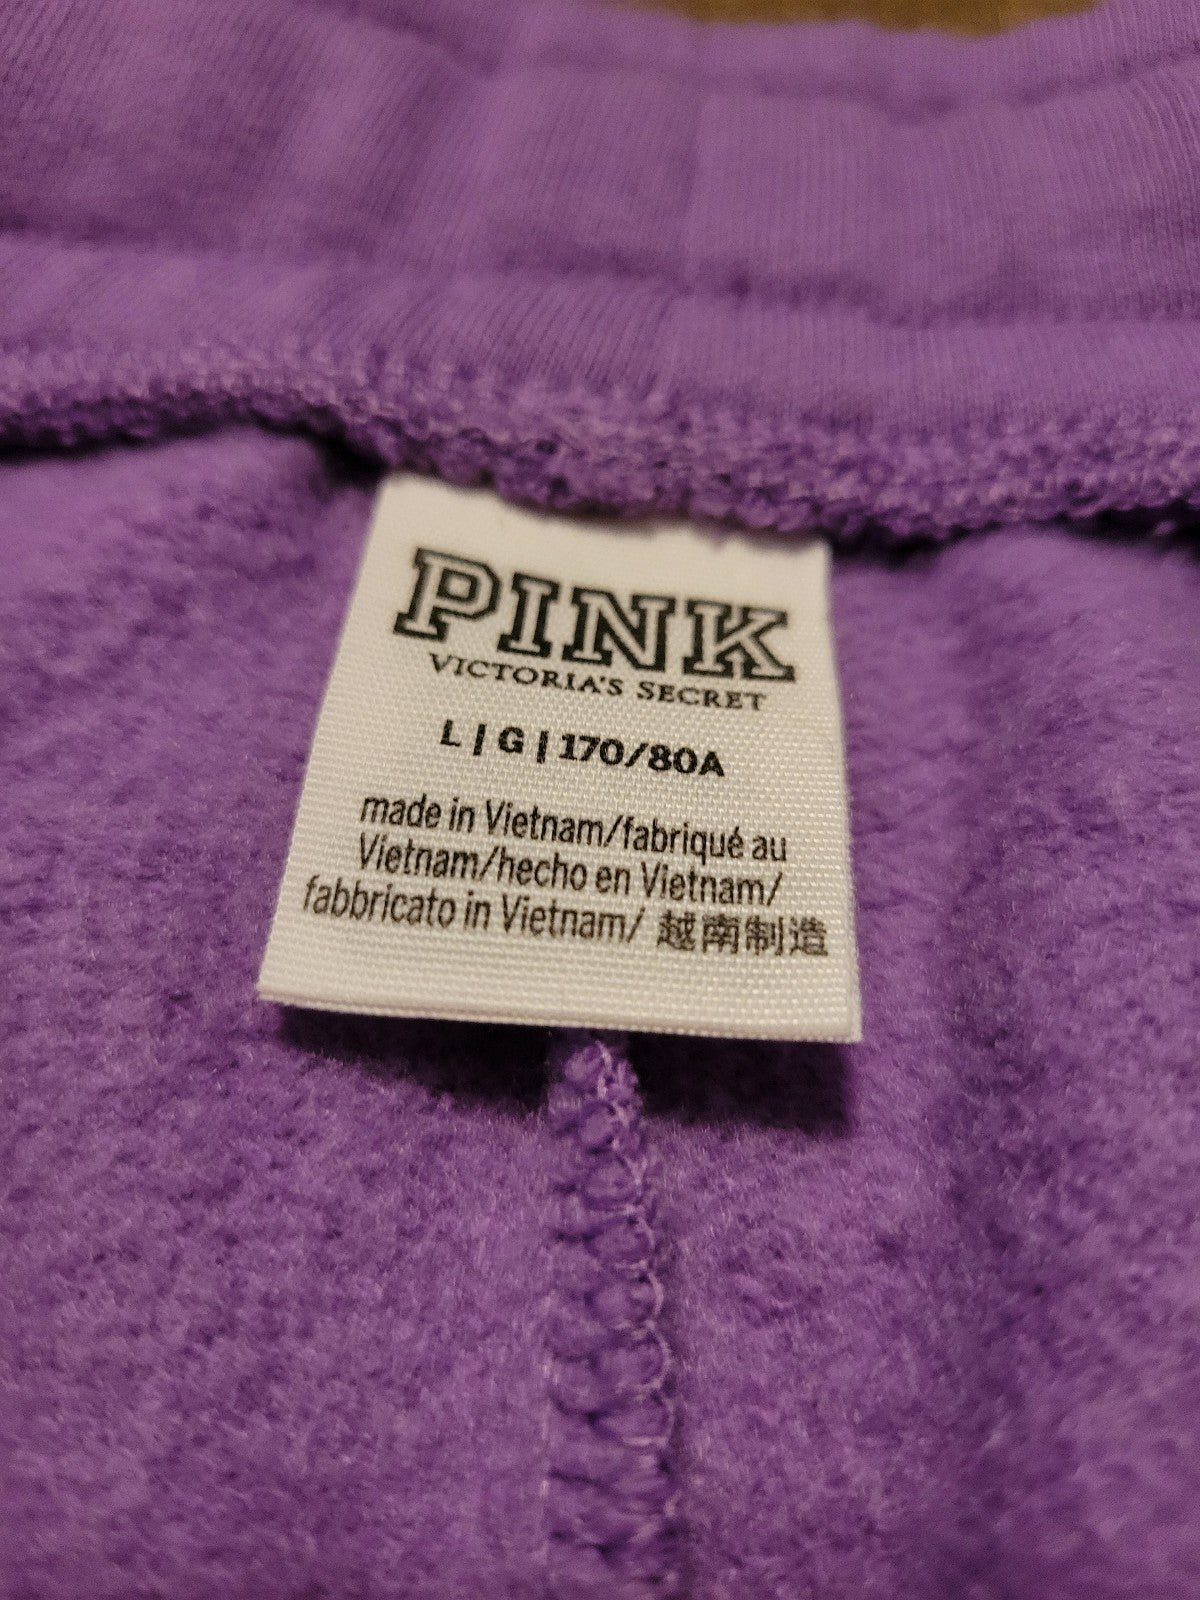 PINK
VICTORIA'S SECRET
L | G | 170/80A
made in Vietnam/fabriqué au
Vietnam/hecho en Vietnam/
fabbricato in Vietnam/ 越南制造